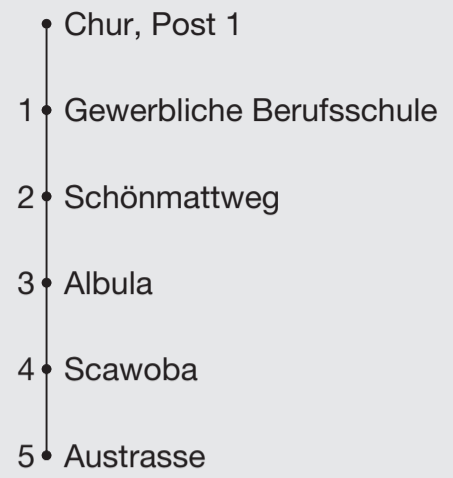 Chur, Post 1
1 Gewerbliche Berufsschule
2 Schönmattweg
3 Albula
4 Scawoba
5 Austrasse